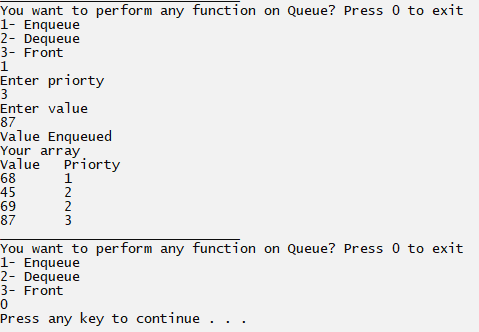 You want to perform any function on Queue? Press 0 to exit
1- Enqueue
2- Dequeue
3- Front
1
Enter priorty
3
Enter value
87
Value Enqueued
Your array
Value   Priorty
68      1
45      2
69      2
87      3
You want to perform any function on Queue? Press 0 to exit
1- Enqueue
2- Dequeue
3- Front
0
Press any key to continue . . .